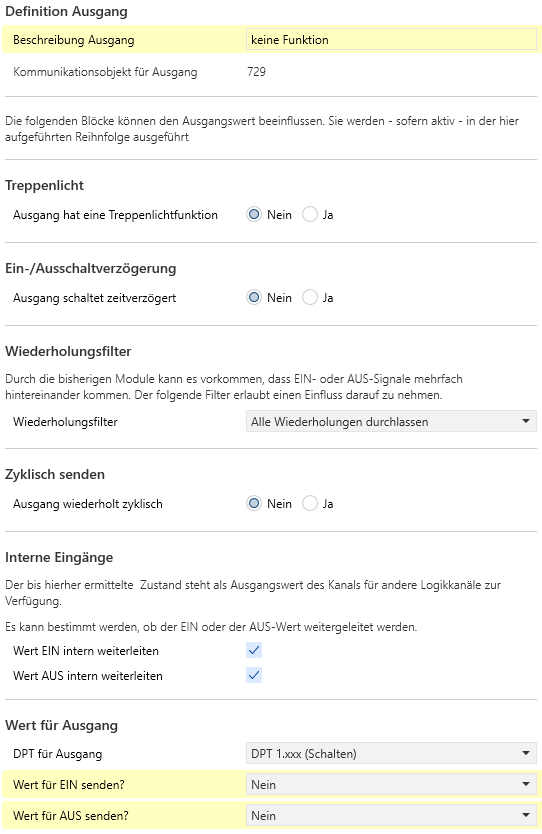 Definition Ausgang
Beschreibung Ausgang keine Funktion
Kommunikationsobjekt für Ausgang 729
Die folgenden Blöcke können den Ausgangswert beeinflussen. Sie werden - sofern aktiv - in der hier
aufgeführten Reihnfolge ausgeführt
Treppenlicht
Ausgang hat eine Treppenlichtfunktion Nein Ja
Ein-/Ausschaltverzögerung
Ausgang schaltet zeitverzögert Nein Ja
Wiederholungsfilter
Durch die bisherigen Module kann es vorkommen, dass EIN- oder AUS-Signale mehrfach
hintereinander kommen. Der folgende Filter erlaubt einen Einfluss darauf zu nehmen.
Wiederholungsfilter Alle Wiederholungen durchlassen
Zyklisch senden
Ausgang wiederholt zyklisch Nein Ja
Interne Eingänge
Der bis hierher ermittelte Zustand steht als Ausgangswert des Kanals für andere Logikkanäle zur
Verfügung.
Es kann bestimmt werden, ob der EIN oder der AUS-Wert weitergeleitet werden.
Wert EIN intern weiterleiten
Wert AUS intern weiterleiten
Wert für Ausgang
DPT für Ausgang DPT 1.xxx (Schalten)
Wert für EIN senden? Nein
Wert für AUS senden? Nein